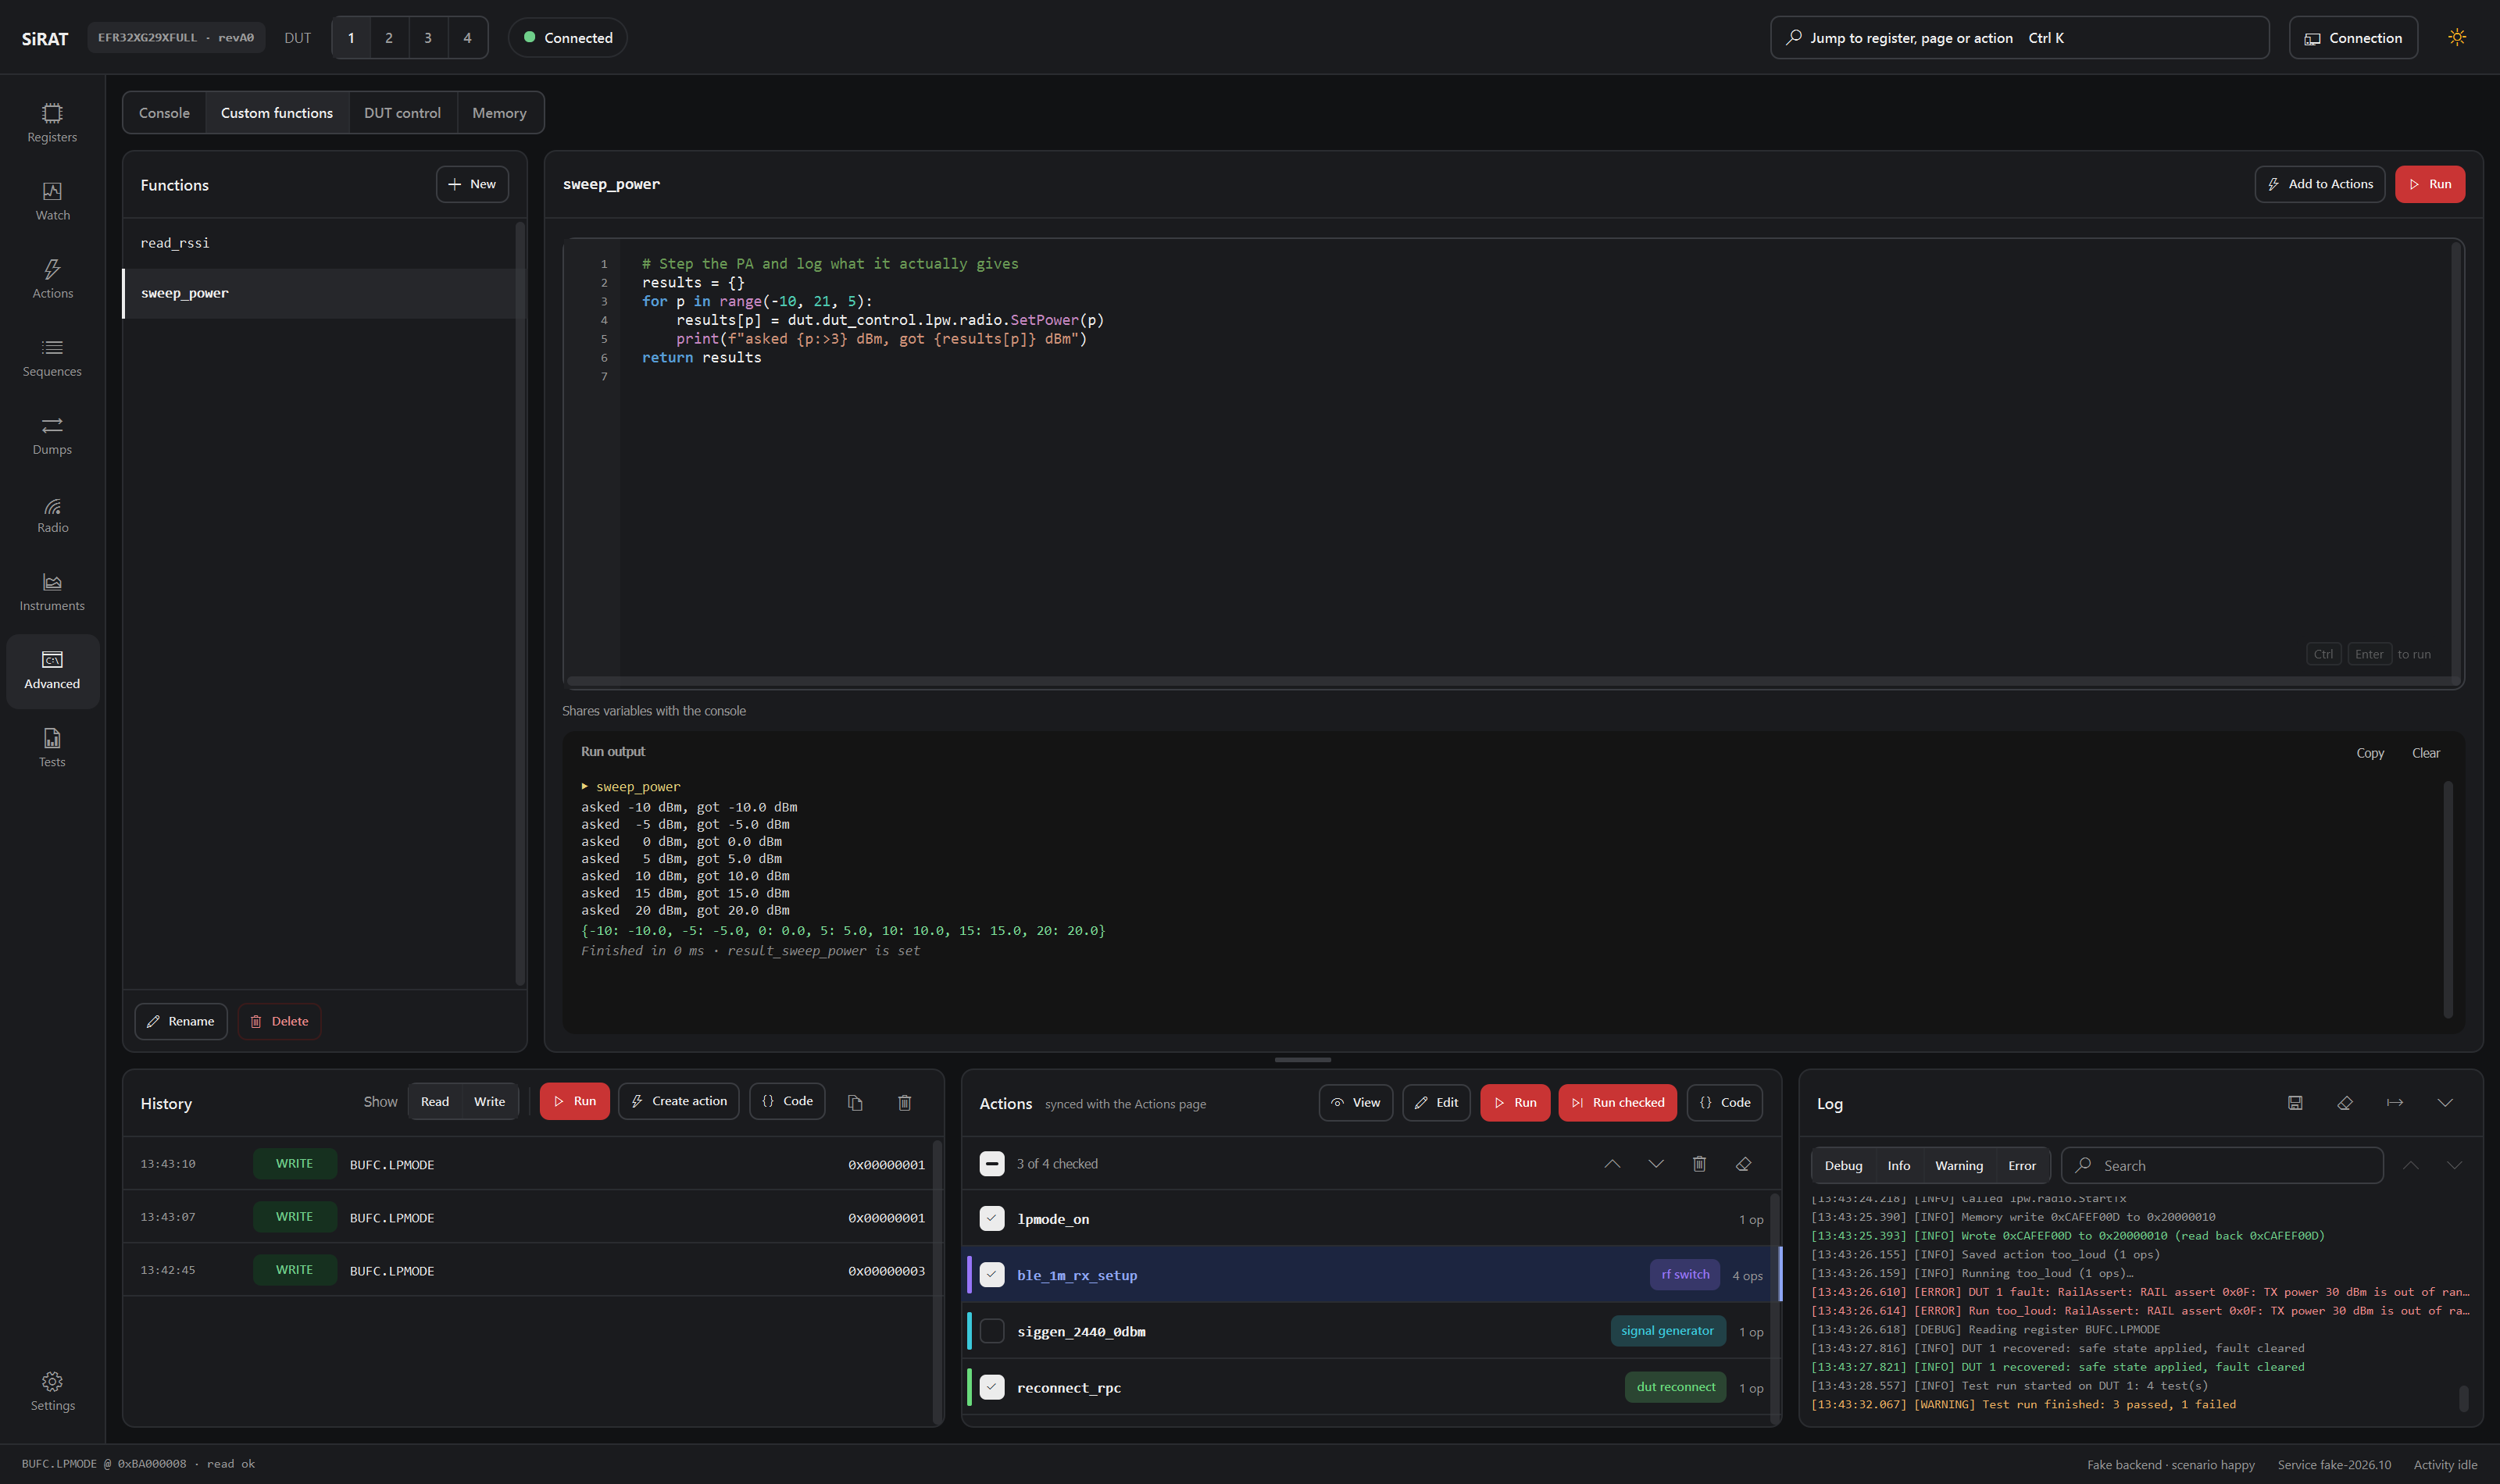 SiRAT
EFR32XG29XFULL · revA0
DUT
1
2
3
4
Connected
Jump to register, page or action Ctrl K
Connection
Registers
Watch
Actions
Sequences
Dumps
Radio
Instruments
Advanced
Tests
Settings
Console
Custom functions
DUT control
Memory
Functions
New
read_rssi
sweep_power
Rename
Delete
sweep_power
Add to Actions
Run
1 # Step the PA and log what it actually gives
2 results = {}
3 for p in range(-10, 21, 5):
4     results[p] = dut.dut_control.lpw.radio.SetPower(p)
5     print(f"asked {p:>3} dBm, got {results[p]} dBm")
6 return results
7
Ctrl Enter to run
Shares variables with the console
Run output
Copy
Clear
sweep_power
asked -10 dBm, got -10.0 dBm
asked  -5 dBm, got -5.0 dBm
asked   0 dBm, got 0.0 dBm
asked   5 dBm, got 5.0 dBm
asked  10 dBm, got 10.0 dBm
asked  15 dBm, got 15.0 dBm
asked  20 dBm, got 20.0 dBm
{-10: -10.0, -5: -5.0, 0: 0.0, 5: 5.0, 10: 10.0, 15: 15.0, 20: 20.0}
Finished in 0 ms · result_sweep_power is set
History
Show
Read
Write
Run
Create action
{} Code
13:43:10 WRITE BUFC.LPMODE 0x00000001
13:43:07 WRITE BUFC.LPMODE 0x00000001
13:42:45 WRITE BUFC.LPMODE 0x00000003
Actions
synced with the Actions page
View
Edit
Run
Run checked
{} Code
3 of 4 checked
lpmode_on 1 op
ble_1m_rx_setup rf switch 4 ops
siggen_2440_0dbm signal generator 1 op
reconnect_rpc dut reconnect 1 op
Log
Debug
Info
Warning
Error
Search
[13:43:24.218] [INFO] Called lpw.radio.StartTx
[13:43:25.390] [INFO] Memory write 0xCAFEF00D to 0x20000010
[13:43:25.393] [INFO] Wrote 0xCAFEF00D to 0x20000010 (read back 0xCAFEF00D)
[13:43:26.155] [INFO] Saved action too_loud (1 ops)
[13:43:26.159] [INFO] Running too_loud (1 ops)…
[13:43:26.610] [ERROR] DUT 1 fault: RailAssert: RAIL assert 0x0F: TX power 30 dBm is out of ran…
[13:43:26.614] [ERROR] Run too_loud: RailAssert: RAIL assert 0x0F: TX power 30 dBm is out of ra…
[13:43:26.618] [DEBUG] Reading register BUFC.LPMODE
[13:43:27.816] [INFO] DUT 1 recovered: safe state applied, fault cleared
[13:43:27.821] [INFO] DUT 1 recovered: safe state applied, fault cleared
[13:43:28.557] [INFO] Test run started on DUT 1: 4 test(s)
[13:43:32.067] [WARNING] Test run finished: 3 passed, 1 failed
BUFC.LPMODE @ 0xBA000008 · read ok
Fake backend · scenario happy
Service fake-2026.10
Activity idle